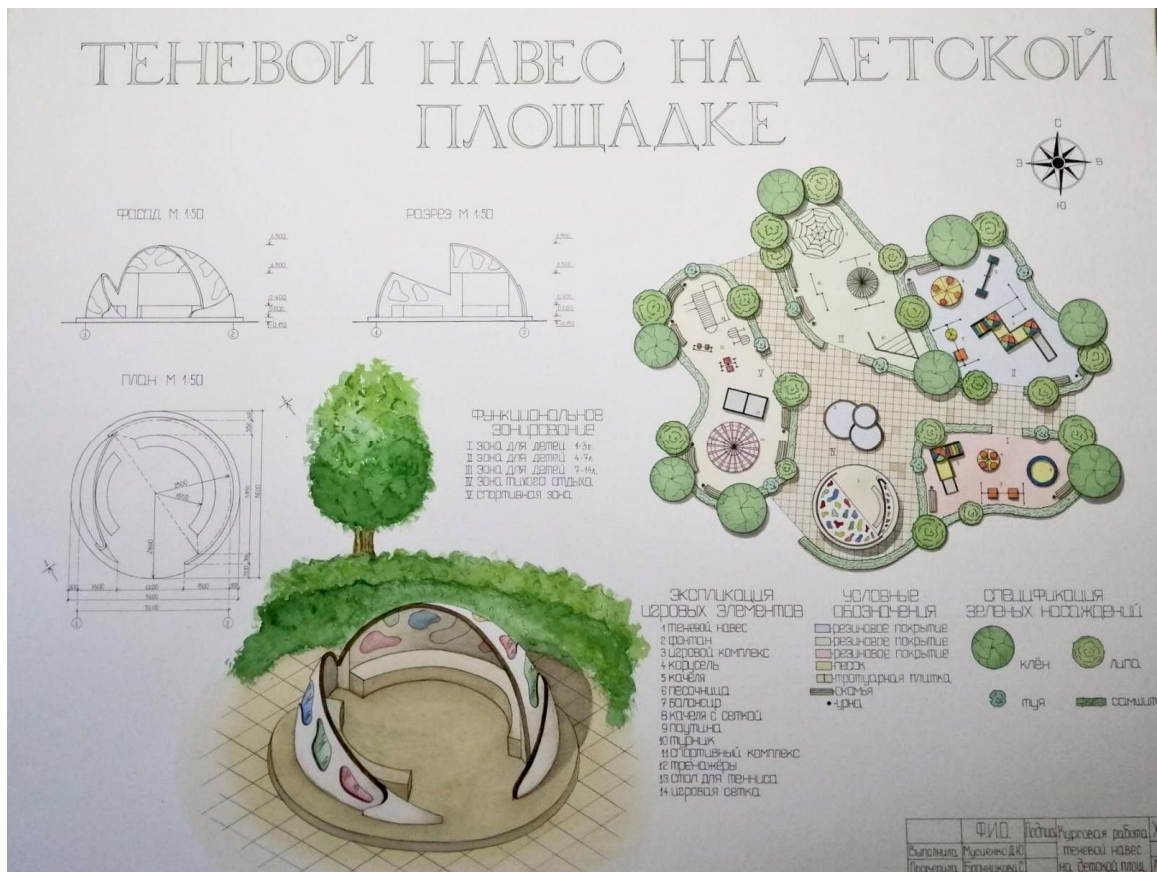 ТЕНЕВОЙ НАВЕС НА ДЕТСКОЙ
ПЛОЩАДКЕ
С
З
В
Ю
ФАСАД М 1:50
РАЗРЕЗ М 1:50
ПЛАН М 1:50
ФУНКЦИОНАЛЬНОЕ
ЗОНИРОВАНИЕ
I ЗОНА ДЛЯ ДЕТЕЙ 1-3г.
II ЗОНА ДЛЯ ДЕТЕЙ 4-7л.
III ЗОНА ДЛЯ ДЕТЕЙ 7-14л.
IV ЗОНА ТИХОГО ОТДЫХА
V СПОРТИВНАЯ ЗОНА
ЭКСПЛИКАЦИЯ
ИГРОВЫХ ЭЛЕМЕНТОВ
1 ТЕНЕВОЙ НАВЕС
2 ФОНТАН
3 ИГРОВОЙ КОМПЛЕКС
4 КАРУСЕЛЬ
5 КАЧЕЛЯ
6 ПЕСОЧНИЦА
7 БАЛАНСИР
8 КАЧЕЛЯ С СЕТКОЙ
9 ПАУТИНА
10 ТУРНИК
11 СПОРТИВНЫЙ КОМПЛЕКС
12 ТРЕНАЖЁРЫ
13 СТОЛ ДЛЯ ТЕННИСА
14 ИГРОВАЯ СЕТКА
УСЛОВНЫЕ
ОБОЗНАЧЕНИЯ
РЕЗИНОВОЕ ПОКРЫТИЕ
РЕЗИНОВОЕ ПОКРЫТИЕ
РЕЗИНОВОЕ ПОКРЫТИЕ
ПЕСОК
ТРОТУАРНАЯ ПЛИТКА
СКАМЬЯ
УРНА
СПЕЦИФИКАЦИЯ
ЗЕЛЕНЫХ НАСАЖДЕНИЙ
КЛЁН
ЛИПА
ТУЯ
САМШИТ
Ф.И.О.
Курсовая работа
Выполнила
теневой навес
Проверила
на детской площ